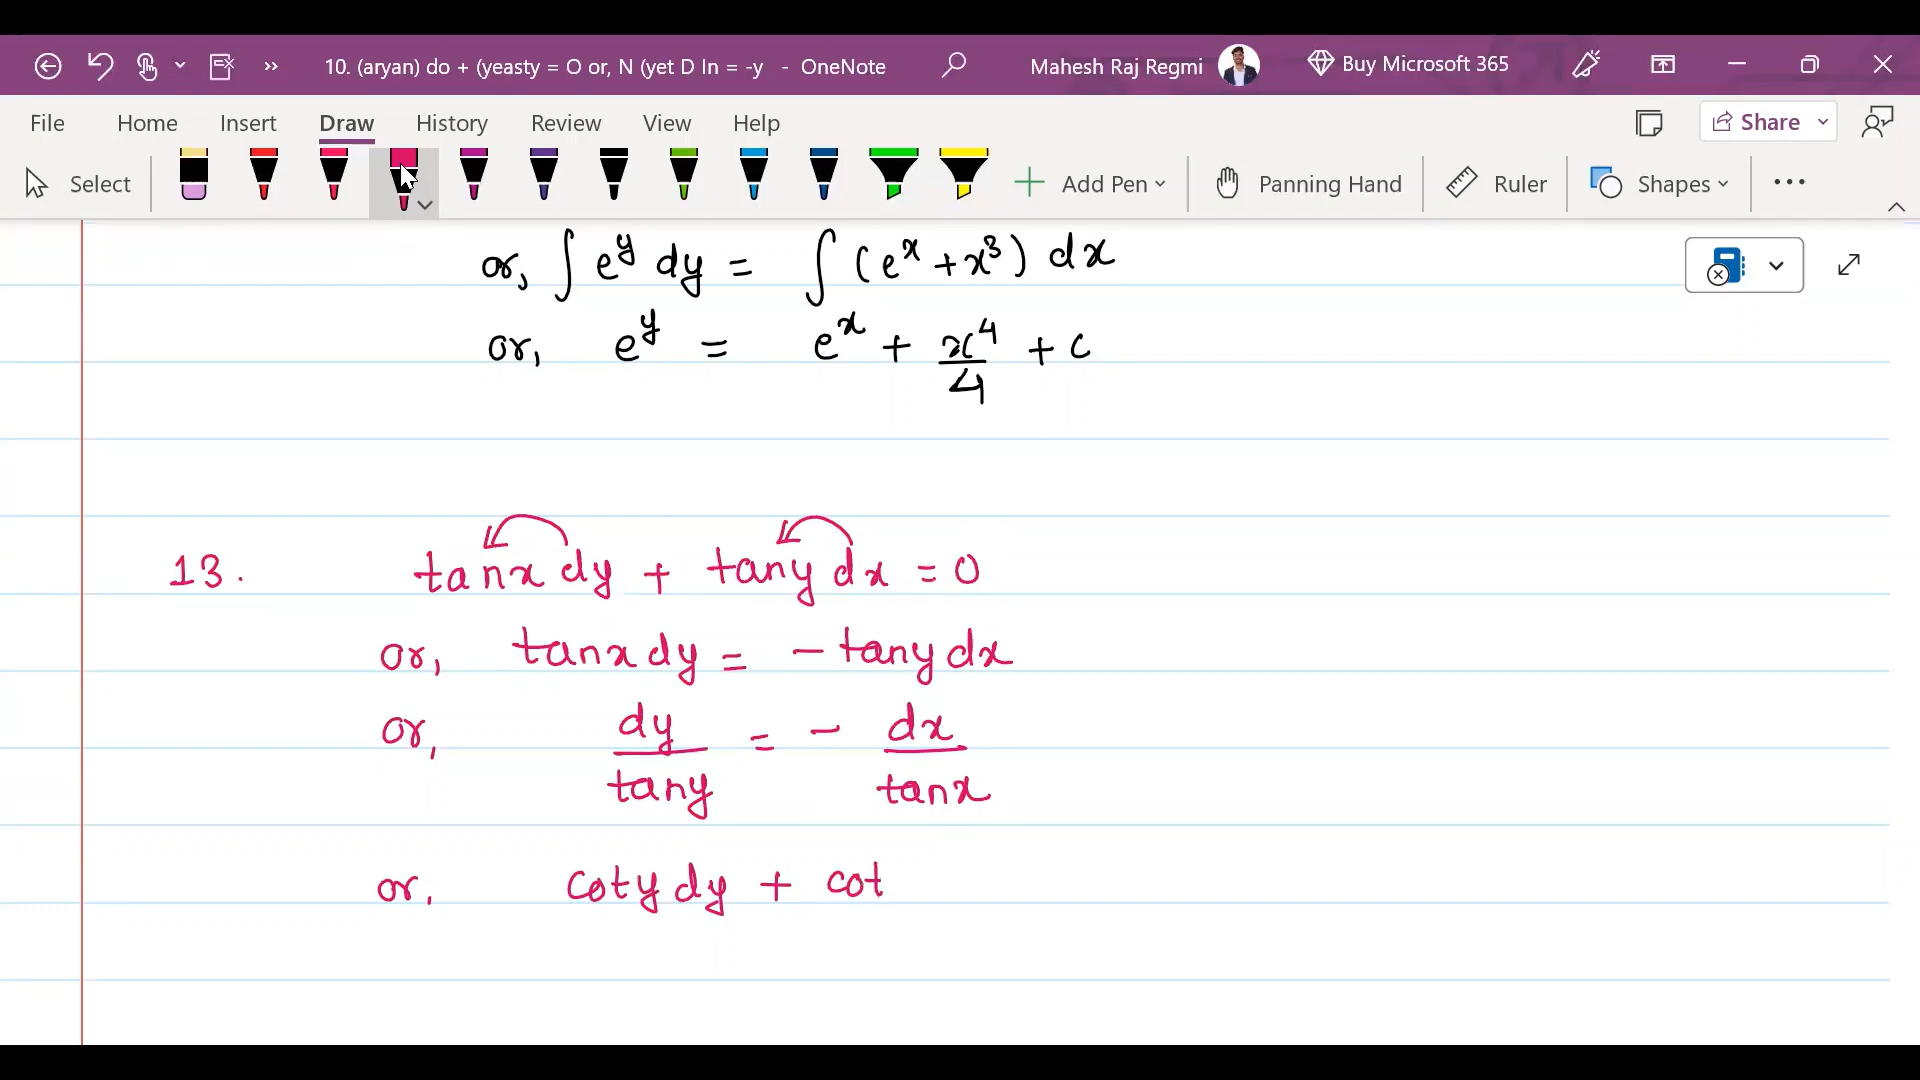 10. (aryan) do + (yeasty = O or, N (yet D In = -y - OneNote
Mahesh Raj Regmi
Buy Microsoft 365
File Home Insert Draw History Review View Help
Share
Select
Add Pen
Panning Hand
Ruler
Shapes
or, ∫ e^y dy = ∫ (e^x + x^3) dx
or, e^y = e^x + x^4/4 + c
13. tanx dy + tany dx = 0
or, tanx dy = - tany dx
or, dy/tany = - dx/tanx
or, coty dy + cot